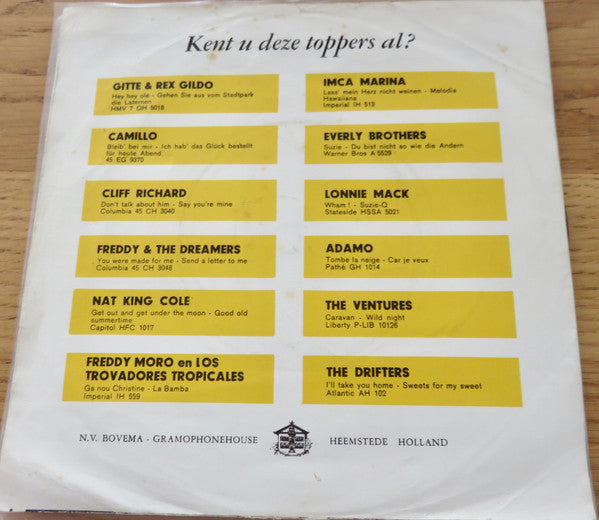 Kent u deze toppers al?
GITTE & REX GILDO
Hey hey olé - Gehen Sie aus vom Stadtpark
die Laternen
HMV 7 QH 5018
CAMILLO
Bleib' bei mir - Ich hab' das Glück bestellt
für heute Abend
45 EG 9370
CLIFF RICHARD
Don't talk about him - Say you're mine
Columbia 45 CH 3040
FREDDY & THE DREAMERS
You were made for me - Send a letter to me
Columbia 45 CH 3048
NAT KING COLE
Get out and get under the moon - Good old
summertime
Capitol HFC 1017
FREDDY MORO en LOS
TROVADORES TROPICALES
Ga nou Christine - La Bamba
Imperial IH 559
IMCA MARINA
Lass' mein Herz nicht weinen - Melodia
Hawaiiana
Imperial IH 513
EVERLY BROTHERS
Suzie - Du bist nicht so wie die Andern
Warner Bros A 5529
LONNIE MACK
Wham! - Suzie-Q
Stateside HSSA 5021
ADAMO
Tombe la neige - Car je veux
Pathé GH 1014
THE VENTURES
Caravan - Wild night
Liberty P-LIB 10126
THE DRIFTERS
I'll take you home - Sweets for my sweet
Atlantic AH 102
N.V. BOVEMA - GRAMOPHONEHOUSE HEEMSTEDE HOLLAND